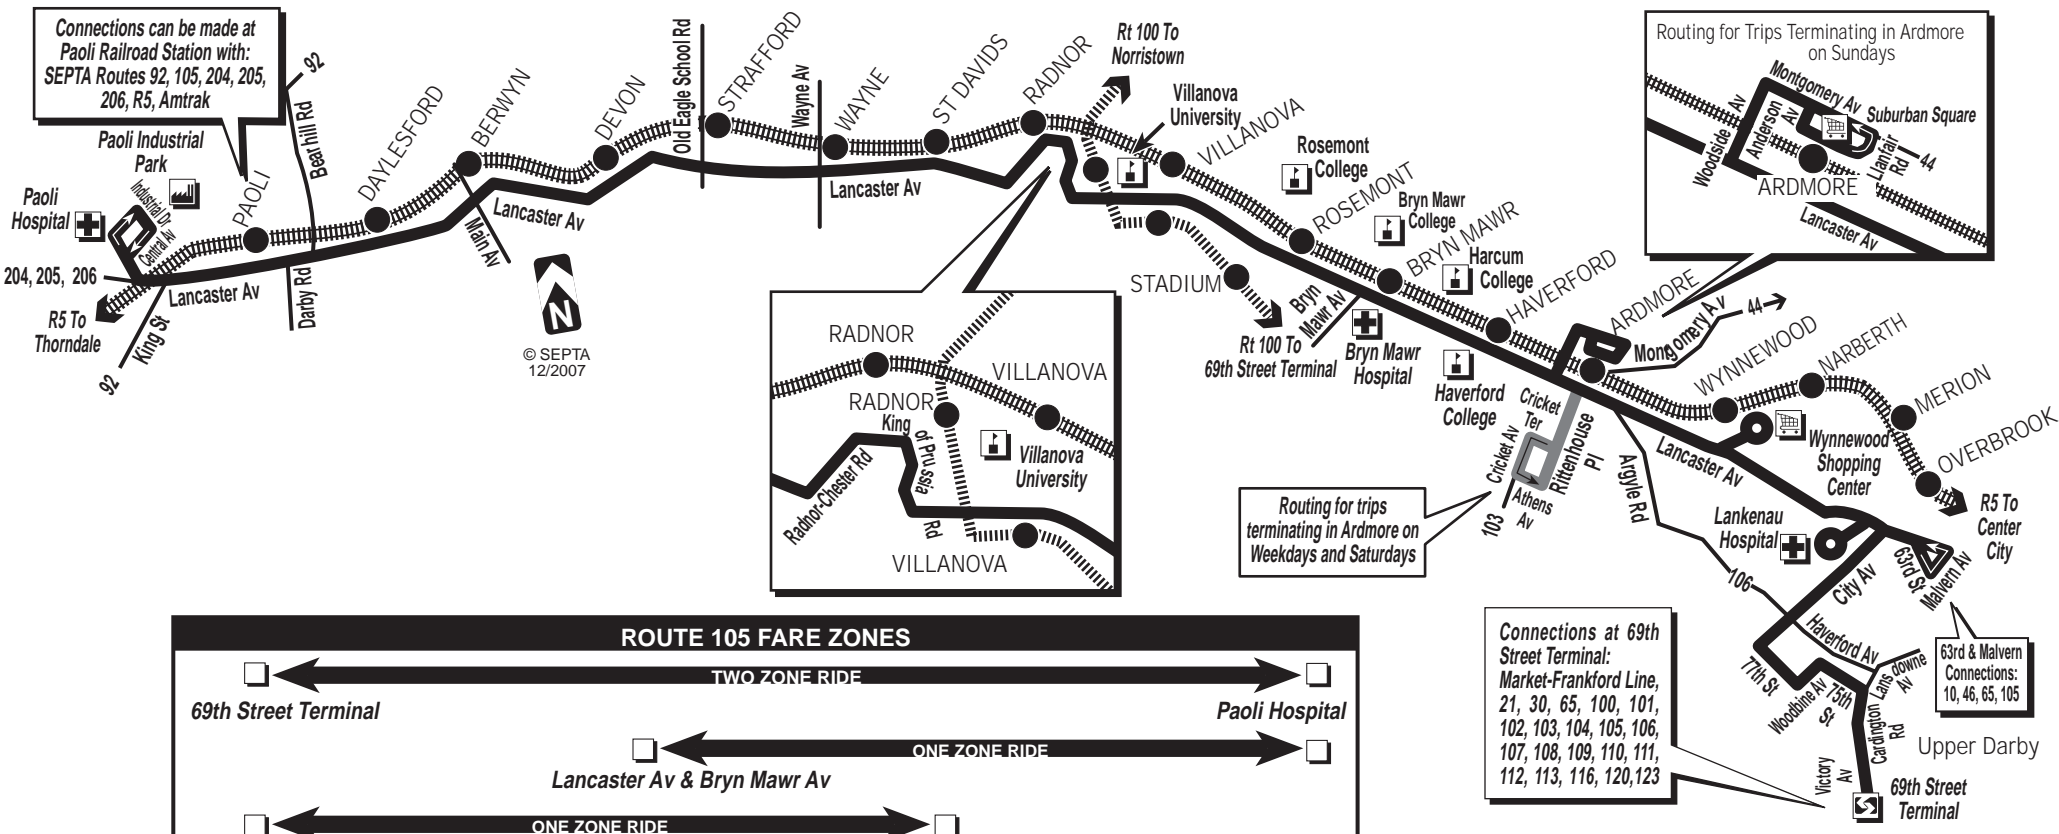 Connections can be made at
Paoli Railroad Station with:
SEPTA Routes 92, 105, 204, 205,
206, R5, Amtrak
92
Bear hill Rd
Paoli Industrial
Park
Industrial Dr
Central Av
Paoli
Hospital
PAOLI
204, 205, 206
R5 To
Thorndale
Lancaster Av
King St
92
Darby Rd
DAYLESFORD
BERWYN
Main Av
Lancaster Av
DEVON
N
© SEPTA
12/2007
Old Eagle School Rd
STRAFFORD
Wayne Av
WAYNE
Lancaster Av
ST DAVIDS
RADNOR
Rt 100 To
Norristown
Villanova
University
VILLANOVA
Rosemont
College
ROSEMONT
Bryn Mawr
College
BRYN MAWR
Harcum
College
STADIUM
Bryn
Mawr Av
Rt 100 To
69th Street Terminal
Bryn Mawr
Hospital
HAVERFORD
Haverford
College
ARDMORE
Montgomery Av
44
Routing for Trips Terminating in Ardmore
on Sundays
Montgomery Av
Woodside Av
Anderson
Av
Suburban Square
Llanfair
Rd
44
ARDMORE
Lancaster Av
RADNOR
VILLANOVA
RADNOR
King
of Prussia
Rd
Radnor-Chester Rd
Villanova
University
VILLANOVA
Cricket
Ter
Cricket Av
Rittenhouse
Pl
Athens
Av
103
Routing for trips
terminating in Ardmore on
Weekdays and Saturdays
Argyle Rd
106
Lancaster Av
WYNNEWOOD
NARBERTH
MERION
OVERBROOK
Wynnewood
Shopping
Center
R5 To
Center
City
Lankenau
Hospital
City Av
63rd St
Malvern Av
63rd & Malvern
Connections:
10, 46, 65, 105
Haverford Av
Lansdowne
Av
77th St
Woodbine Av
75th
St
Cardington
Rd
Upper Darby
Victory
Av
69th Street
Terminal
Connections at 69th
Street Terminal:
Market-Frankford Line,
21, 30, 65, 100, 101,
102, 103, 104, 105, 106,
107, 108, 109, 110, 111,
112, 113, 116, 120,123
ROUTE 105 FARE ZONES
TWO ZONE RIDE
69th Street Terminal
Paoli Hospital
ONE ZONE RIDE
Lancaster Av & Bryn Mawr Av
ONE ZONE RIDE